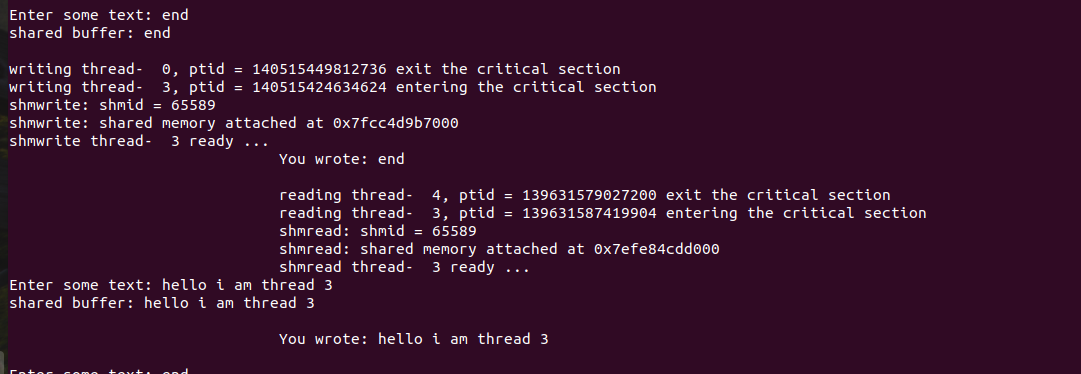 Enter some text: end
shared buffer: end
writing thread-  0, ptid = 140515449812736 exit the critical section
writing thread-  3, ptid = 140515424634624 entering the critical section
shmwrite: shmid = 65589
shmwrite: shared memory attached at 0x7fcc4d9b7000
shmwrite thread-  3 ready ...
You wrote: end
reading thread-  4, ptid = 139631579027200 exit the critical section
reading thread-  3, ptid = 139631587419904 entering the critical section
shmread: shmid = 65589
shmread: shared memory attached at 0x7efe84cdd000
shmread thread-  3 ready ...
Enter some text: hello i am thread 3
shared buffer: hello i am thread 3
You wrote: hello i am thread 3
Enter some text: end